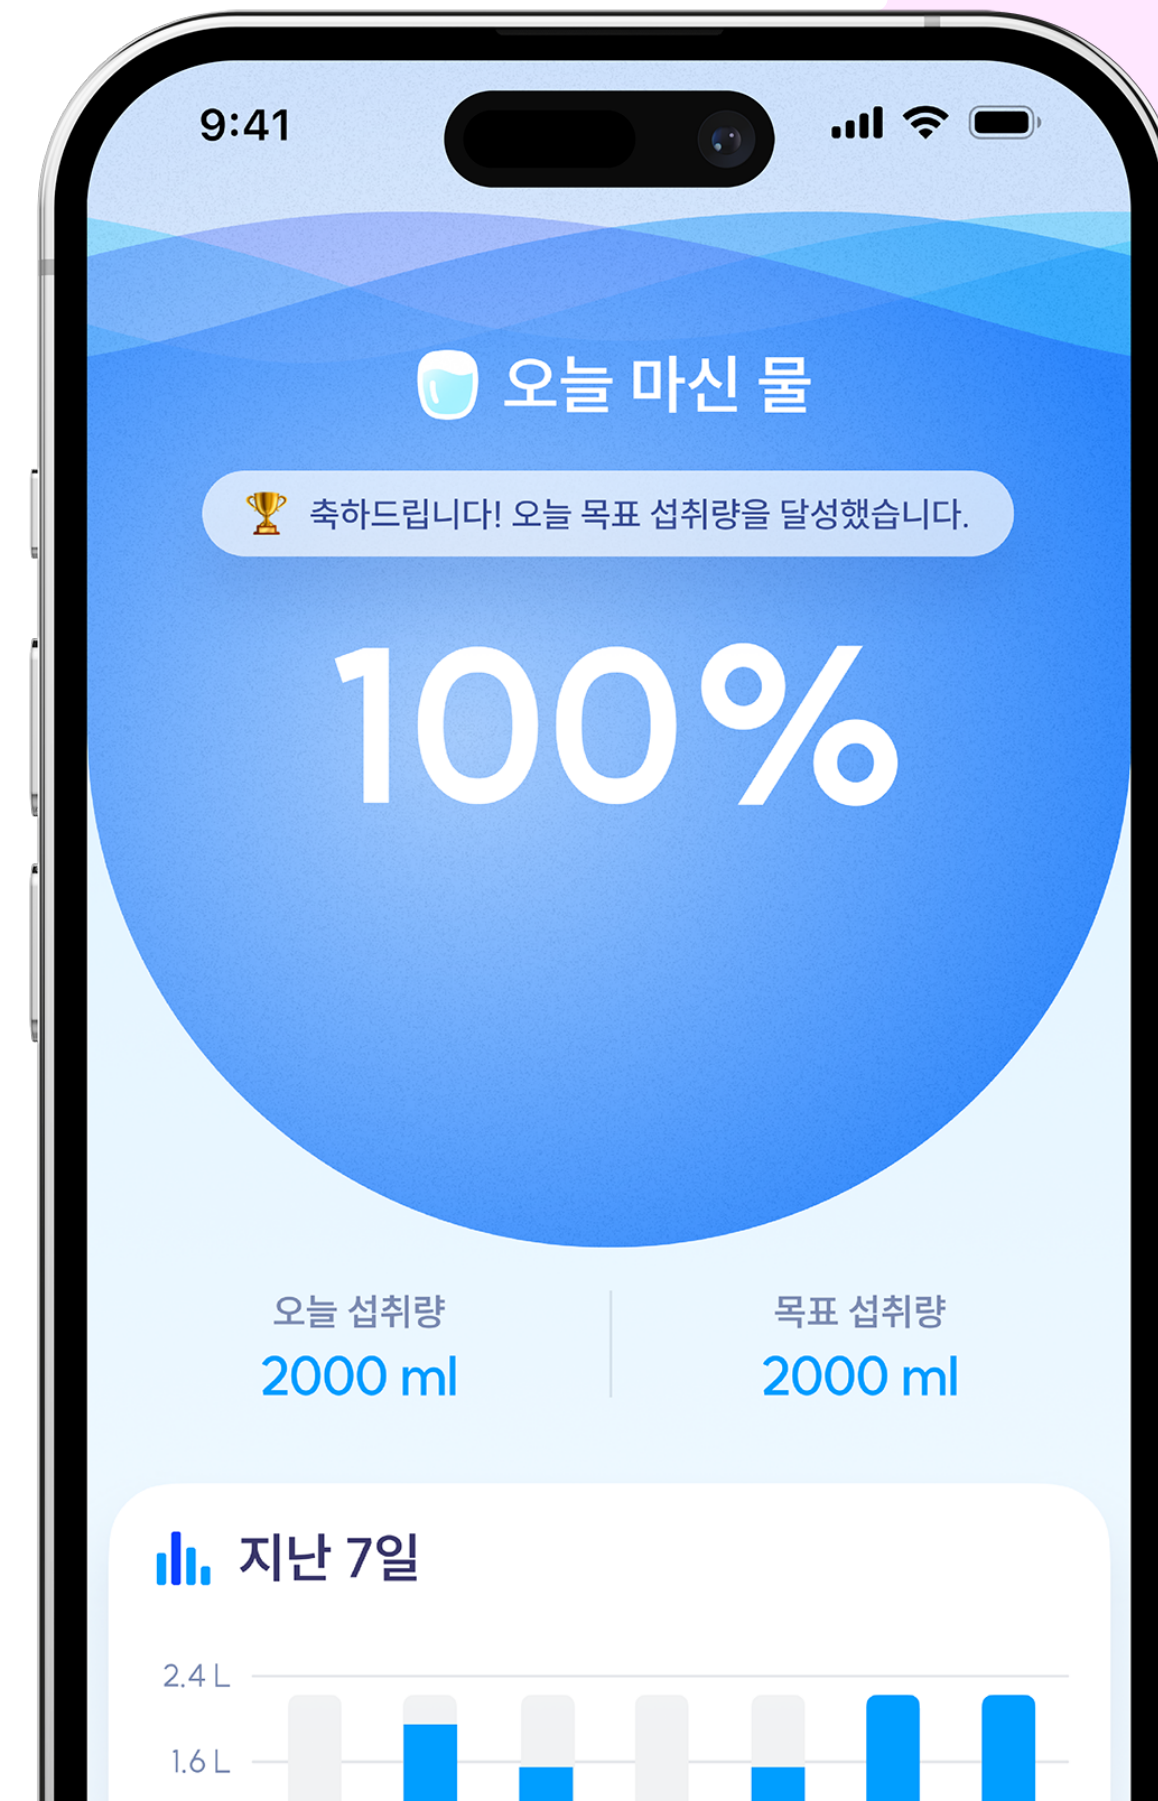 9:41
오늘 마신 물
축하드립니다! 오늘 목표 섭취량을 달성했습니다.
100%
오늘 섭취량
2000 ml
목표 섭취량
2000 ml
지난 7일
2.4 L
1.6 L